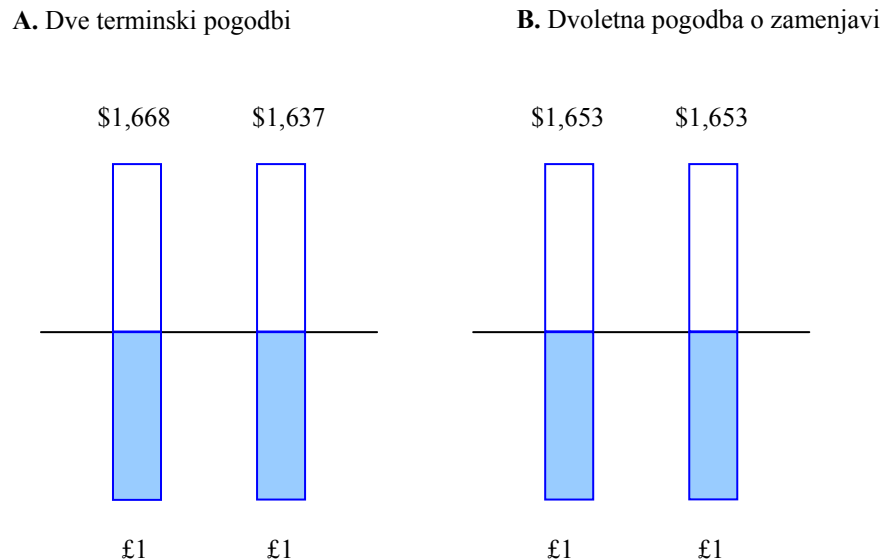 A. Dve terminski pogodbi
B. Dvoletna pogodba o zamenjavi
$1,668 $1,637
$1,653 $1,653
£1 £1
£1 £1